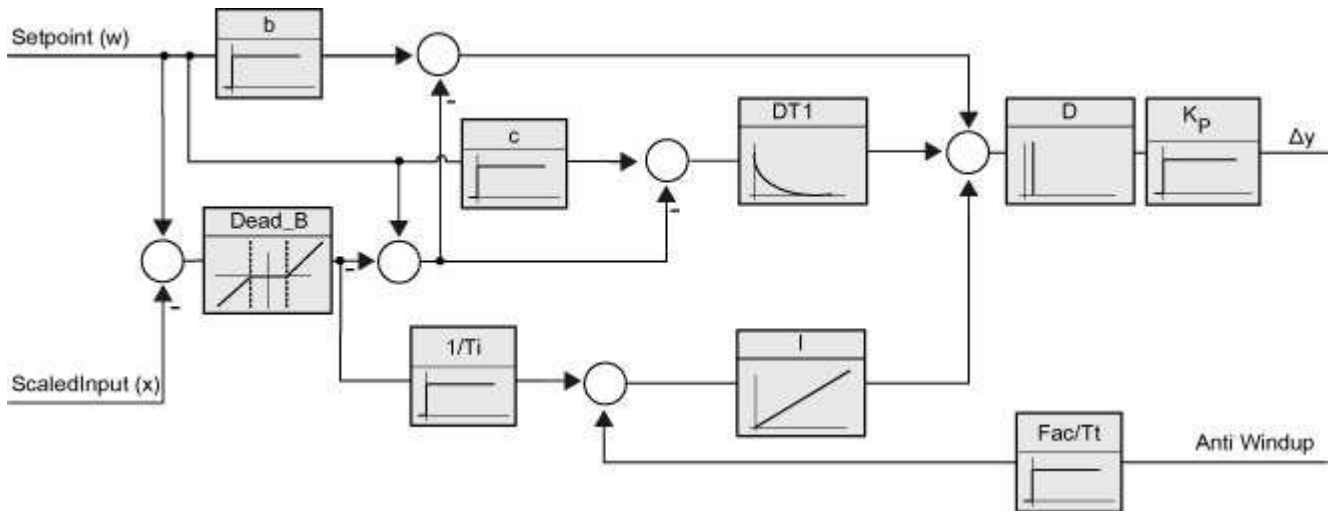 Setpoint (w)
b
-
DT1
D
K_P
Δy
c
-
Dead_B
-
-
1/Ti
I
ScaledInput (x)
Fac/Tt
Anti Windup